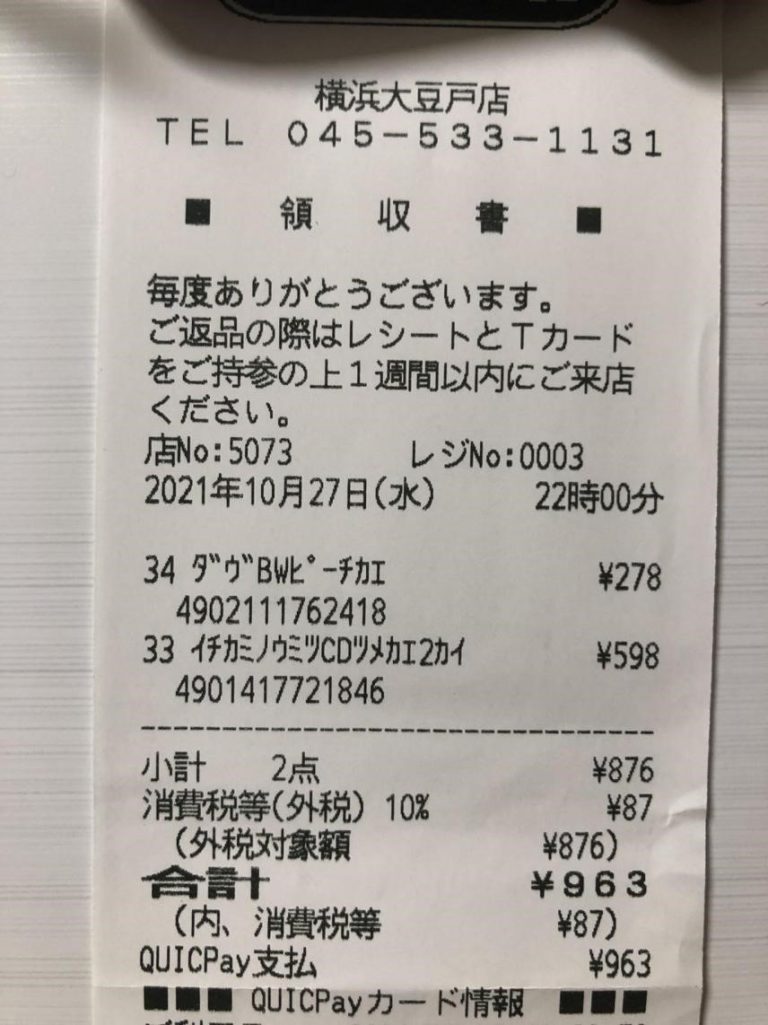 横浜大豆戸店
TEL 045-533-1131
■ 領収書 ■
毎度ありがとうございます。
ご返品の際はレシートとTカード
をご持参の上1週間以内にご来店
ください。
店No:5073 レジNo:0003
2021年10月27日(水) 22時00分
34 ﾀﾞｳﾞBWﾋﾟｰﾁｶｴ ¥278
4902111762418
33 ｲﾁｶﾐﾉｳﾐﾂCDﾂﾒｶｴ2ｶｲ ¥598
4901417721846
--------------------------------
小計 2点 ¥876
消費税等(外税) 10% ¥87
(外税対象額 ¥876)
合計 ¥963
(内、消費税等 ¥87)
QUICPay支払 ¥963
■■■ QUICPayカード情報 ■■■